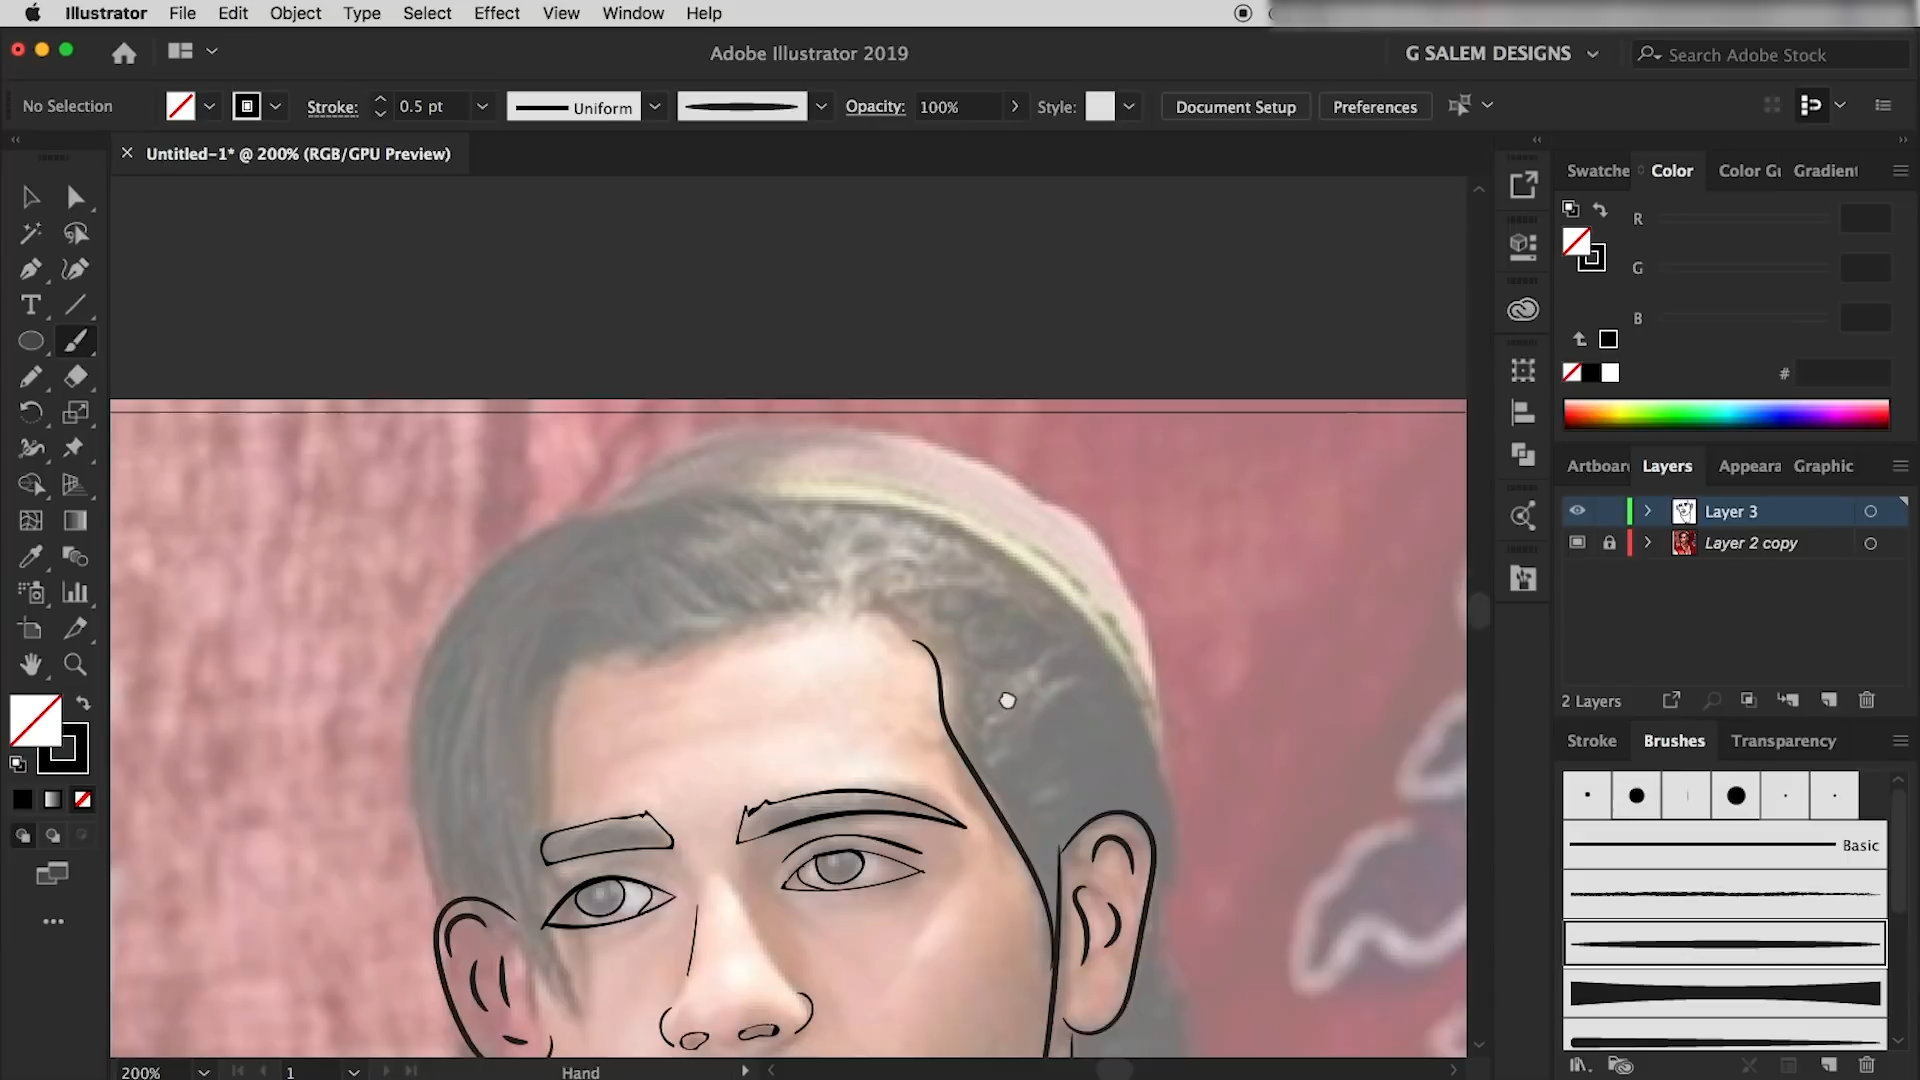 Illustrator File Edit Object Type Select Effect View Window Help
Adobe Illustrator 2019
G SALEM DESIGNS
Search Adobe Stock
No Selection
Stroke: 0.5 pt
Uniform
Opacity: 100%
Style:
Document Setup
Preferences
× Untitled-1* @ 200% (RGB/GPU Preview)
Swatche Color Color Gu Gradient
R
G
B
#
Artboar Layers Appeara Graphic
Layer 3
Layer 2 copy
2 Layers
Stroke Brushes Transparency
Basic
200% 1 Hand